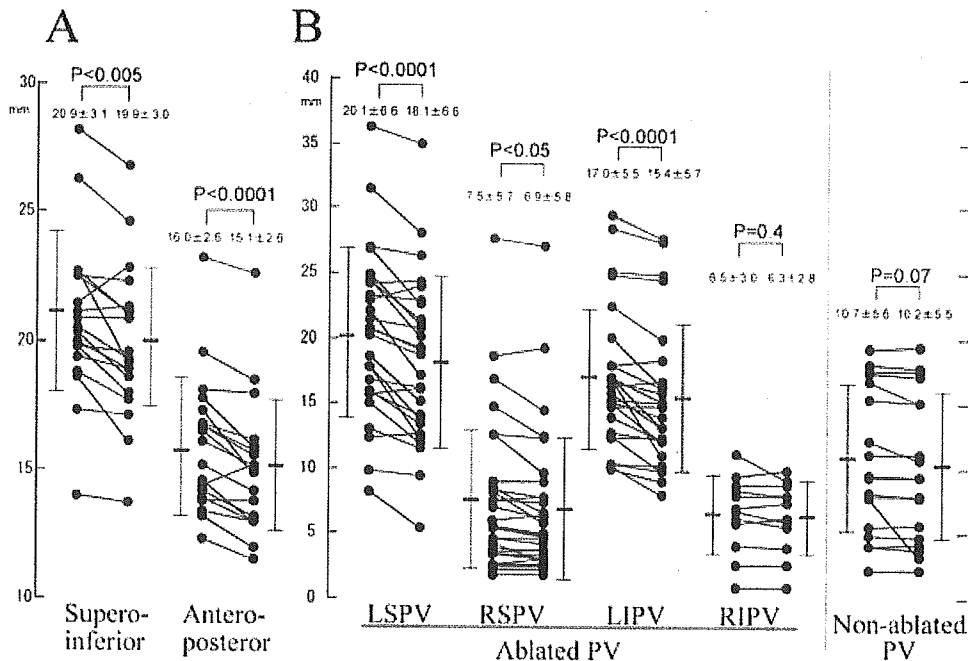 A
B
30
25
20
15
10
mm
P<0.005
20.9±3.1 19.9±3.0
P<0.0001
16.0±2.6 15.1±2.6
Supero-
inferior
Antero-
posteror
40
35
30
25
20
15
10
5
0
mm
P<0.0001
20.1±6.6 18.1±6.6
P<0.05
7.5±5.7 6.9±5.8
P<0.0001
17.0±5.5 15.4±5.7
P=0.4
6.5±3.0 6.3±2.8
P=0.07
10.7±5.6 10.2±5.5
LSPV RSPV LIPV RIPV
Ablated PV
Non-ablated
PV